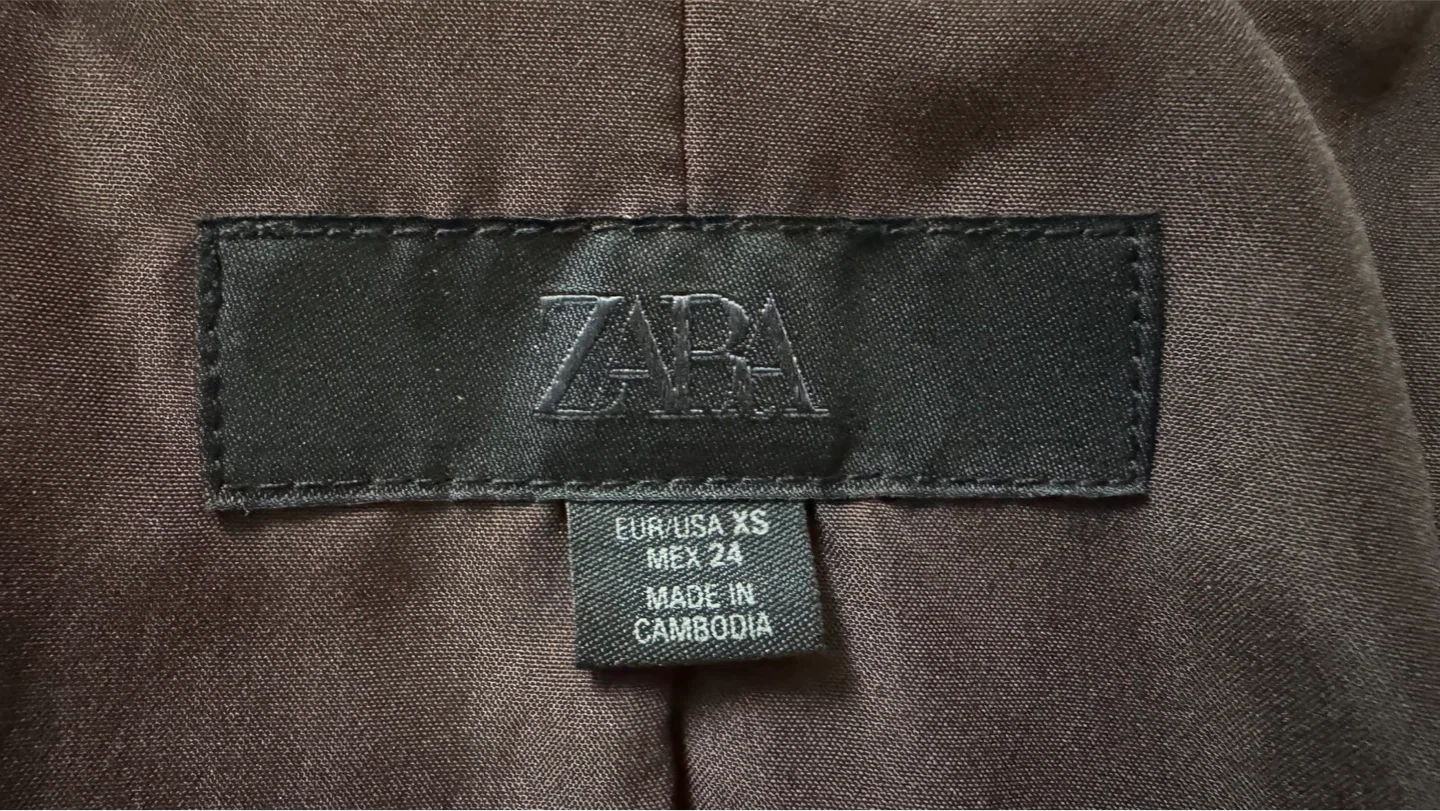 ZARA
EUR/USA XS
MEX 24
MADE IN
CAMBODIA